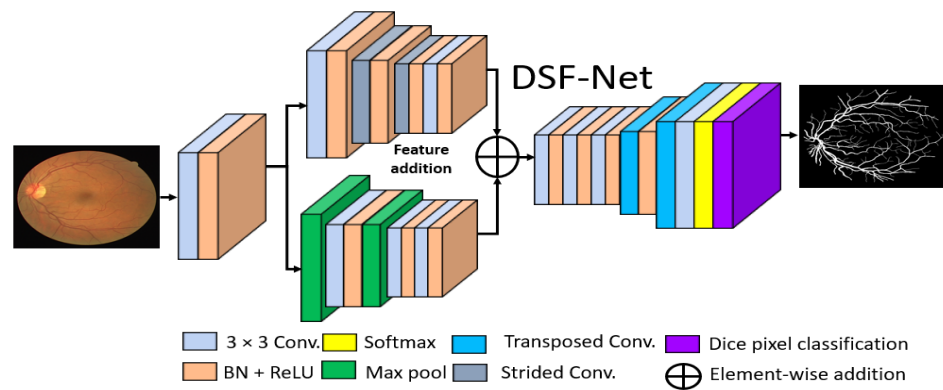 DSF-Net
Feature
addition
3 × 3 Conv.
Softmax
Transposed Conv.
Dice pixel classification
BN + ReLU
Max pool
Strided Conv.
Element-wise addition